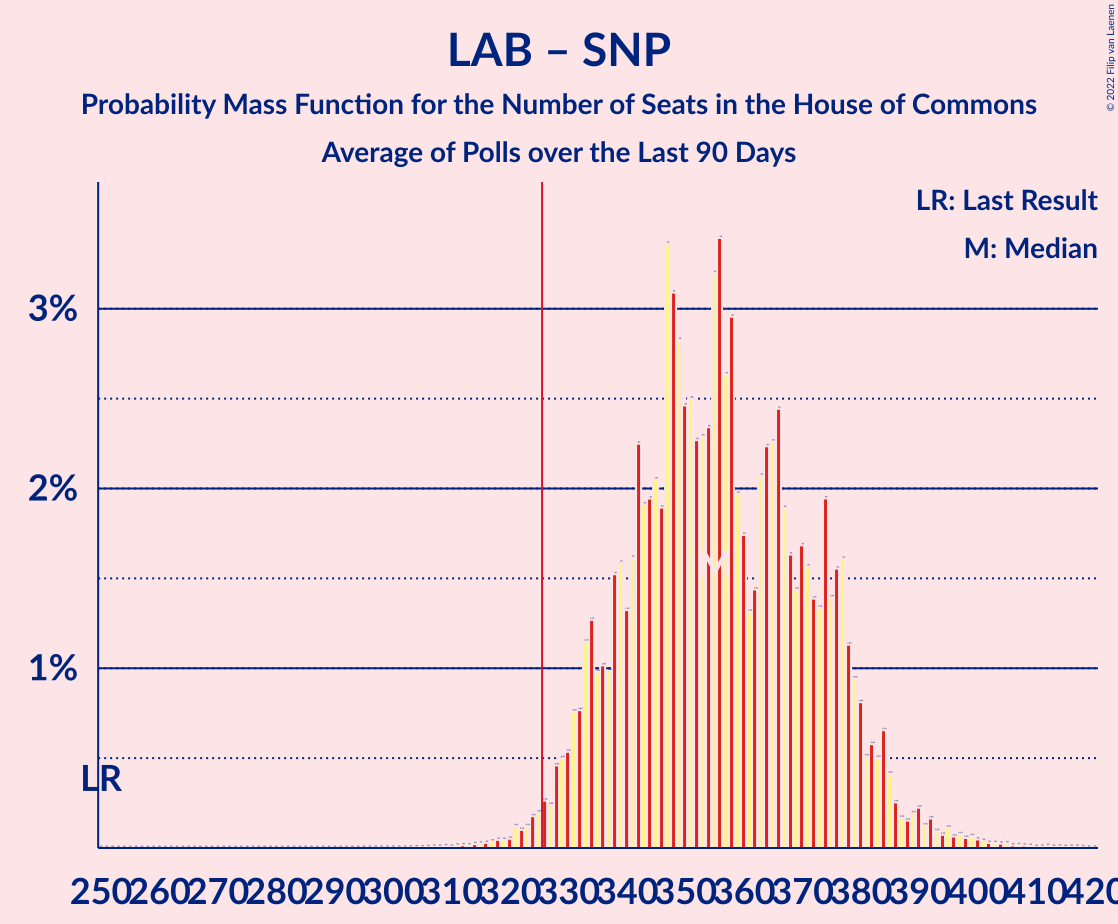 LAB – SNP
Probability Mass Function for the Number of Seats in the House of Commons
Average of Polls over the Last 90 Days
© 2022 Filip van Laenen
LR: Last Result
M: Median
3%
2%
1%
LR
M
250 260 270 280 290 300 310 320 330 340 350 360 370 380 390 400 410 420